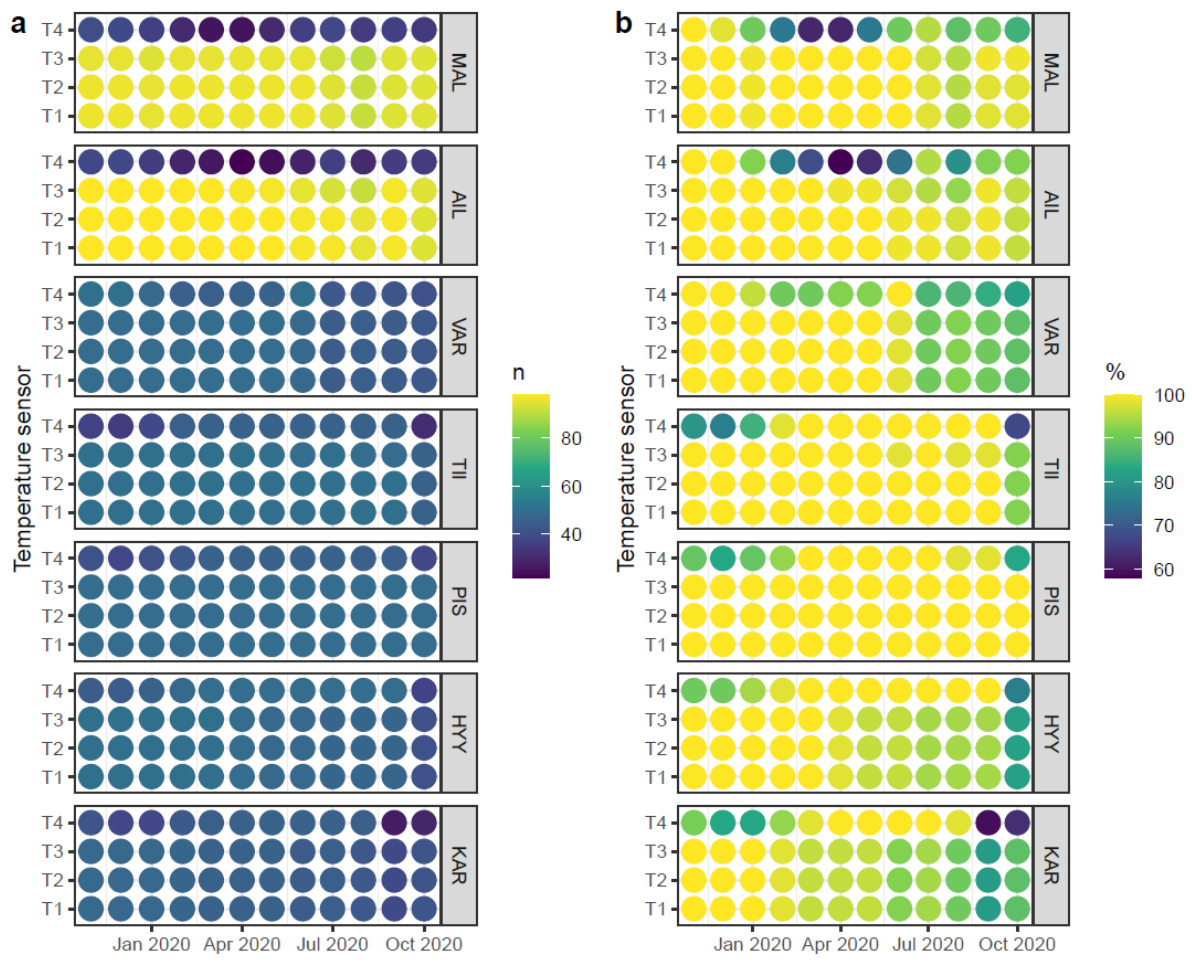 a
T4
T3
T2
T1
MAL
T4
T3
T2
T1
AIL
T4
T3
T2
T1
VAR
T4
T3
T2
T1
TII
T4
T3
T2
T1
PIS
T4
T3
T2
T1
HYY
T4
T3
T2
T1
KAR
Temperature sensor
Jan 2020 Apr 2020 Jul 2020 Oct 2020
n
80
60
40
b
T4
T3
T2
T1
MAL
T4
T3
T2
T1
AIL
T4
T3
T2
T1
VAR
T4
T3
T2
T1
TII
T4
T3
T2
T1
PIS
T4
T3
T2
T1
HYY
T4
T3
T2
T1
KAR
Temperature sensor
Jan 2020 Apr 2020 Jul 2020 Oct 2020
%
100
90
80
70
60